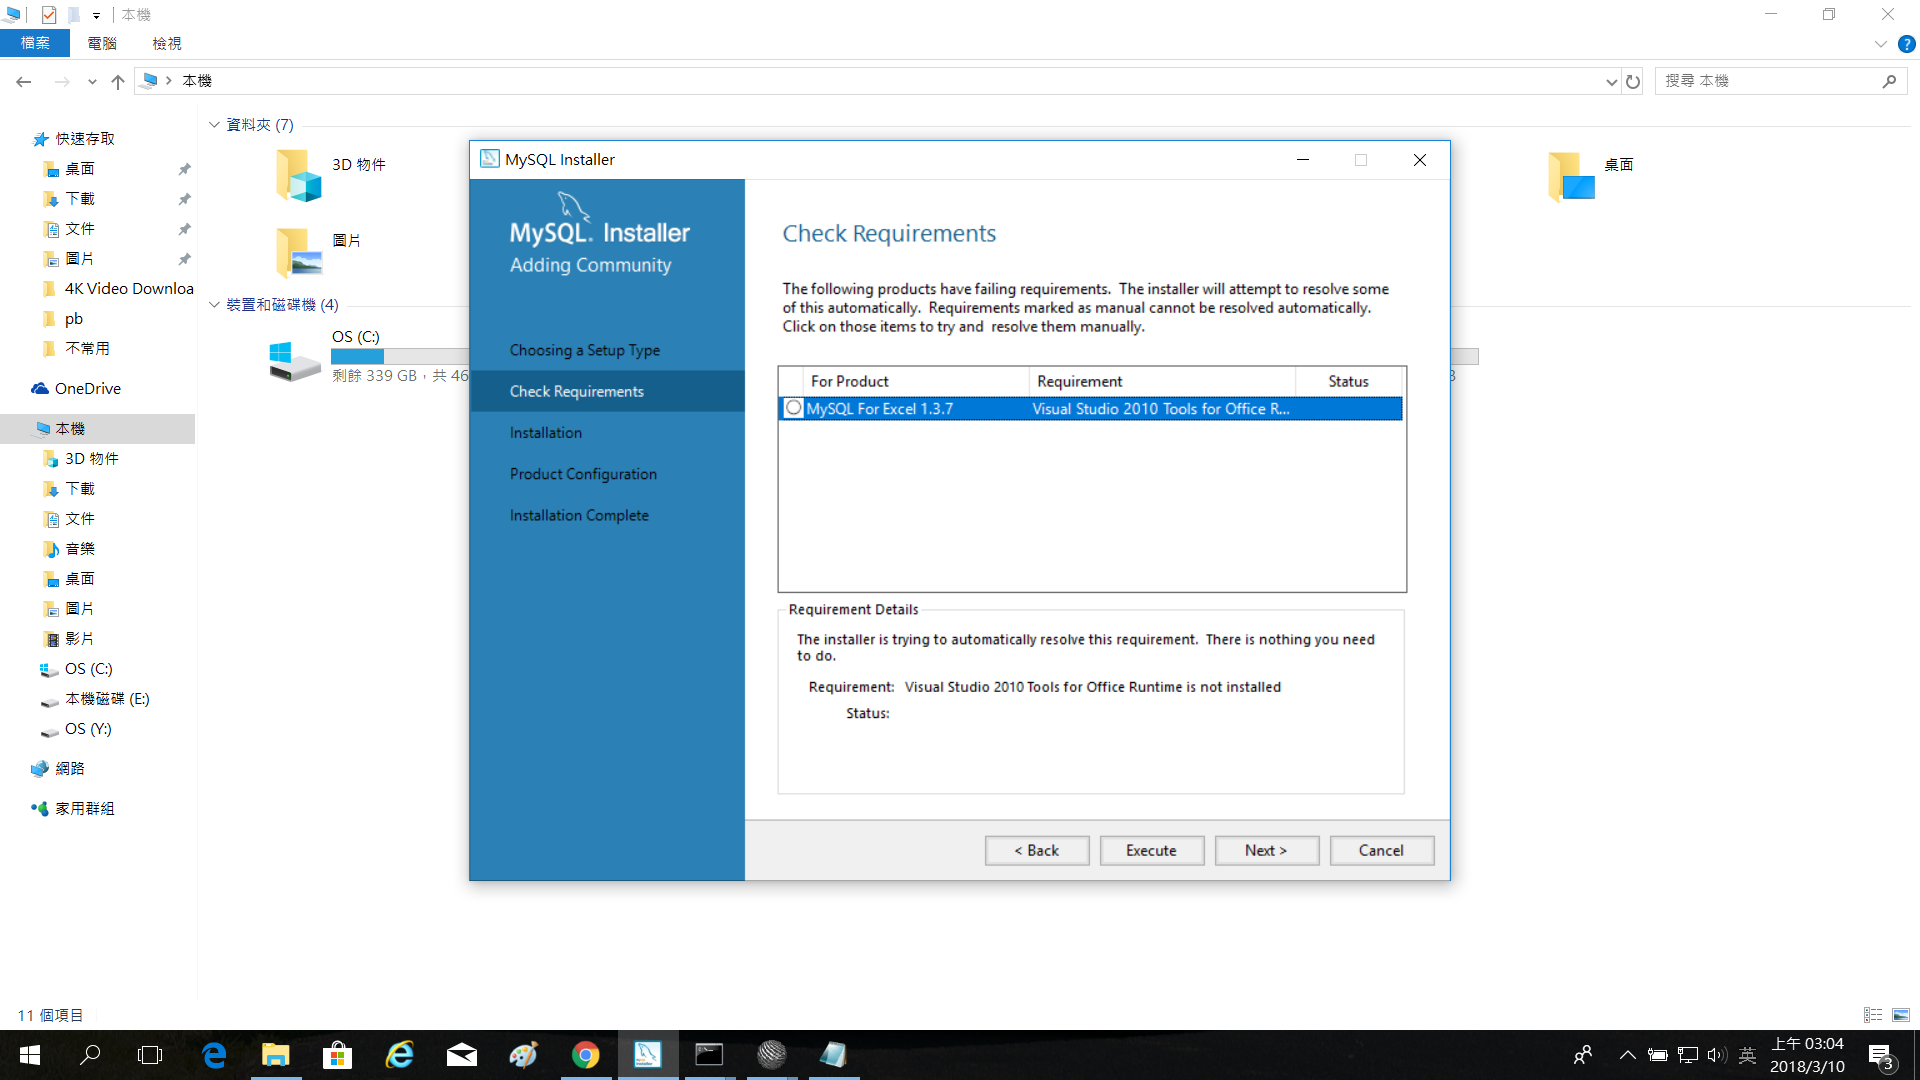 本機
檔案
電腦
檢視
本機
搜尋 本機
快速存取
桌面
下載
文件
圖片
4K Video Downloa
pb
不常用
OneDrive
本機
3D 物件
下載
文件
音樂
桌面
圖片
影片
OS (C:)
本機磁碟 (E:)
OS (Y:)
網路
家用群組
資料夾 (7)
3D 物件
圖片
桌面
裝置和磁碟機 (4)
OS (C:)
剩餘 339 GB，共 46
MySQL Installer
MySQL. Installer
Adding Community
Choosing a Setup Type
Check Requirements
Installation
Product Configuration
Installation Complete
Check Requirements
The following products have failing requirements.  The installer will attempt to resolve some
of this automatically.  Requirements marked as manual cannot be resolved automatically.
Click on those items to try and  resolve them manually.
For Product Requirement Status
MySQL For Excel 1.3.7 Visual Studio 2010 Tools for Office R...
Requirement Details
The installer is trying to automatically resolve this requirement.  There is nothing you need
to do.
Requirement: Visual Studio 2010 Tools for Office Runtime is not installed
Status:
< Back
Execute
Next >
Cancel
11 個項目
英
上午 03:04
2018/3/10
3